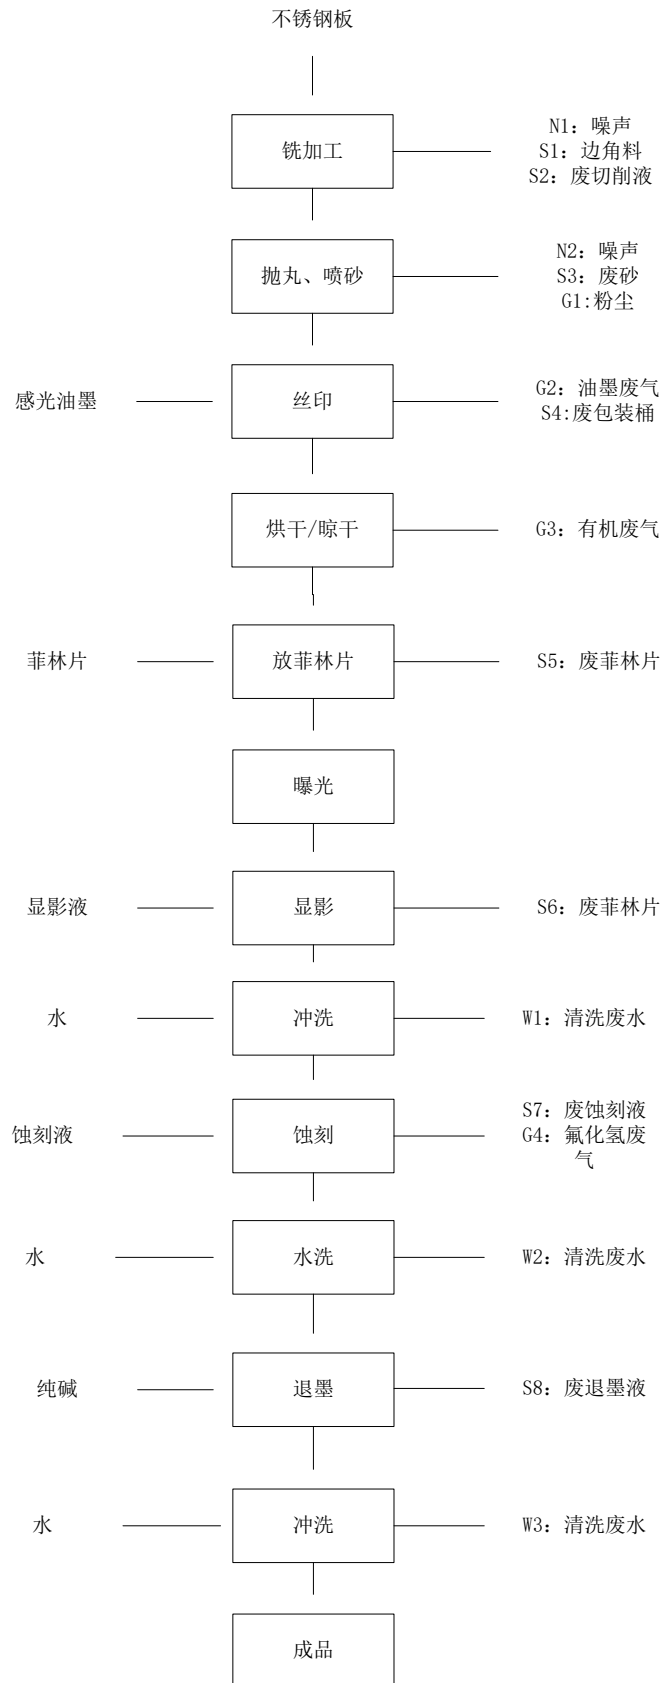 不锈钢板
铣加工
N1: 噪声
S1: 边角料
S2: 废切削液
抛丸、喷砂
N2: 噪声
S3: 废砂
G1:粉尘
感光油墨
丝印
G2: 油墨废气
S4:废包装桶
烘干/晾干
G3: 有机废气
菲林片
放菲林片
S5: 废菲林片
曝光
显影液
显影
S6: 废菲林片
水
冲洗
W1: 清洗废水
蚀刻液
蚀刻
S7: 废蚀刻液
G4: 氟化氢废
气
水
水洗
W2: 清洗废水
纯碱
退墨
S8: 废退墨液
水
冲洗
W3: 清洗废水
成品